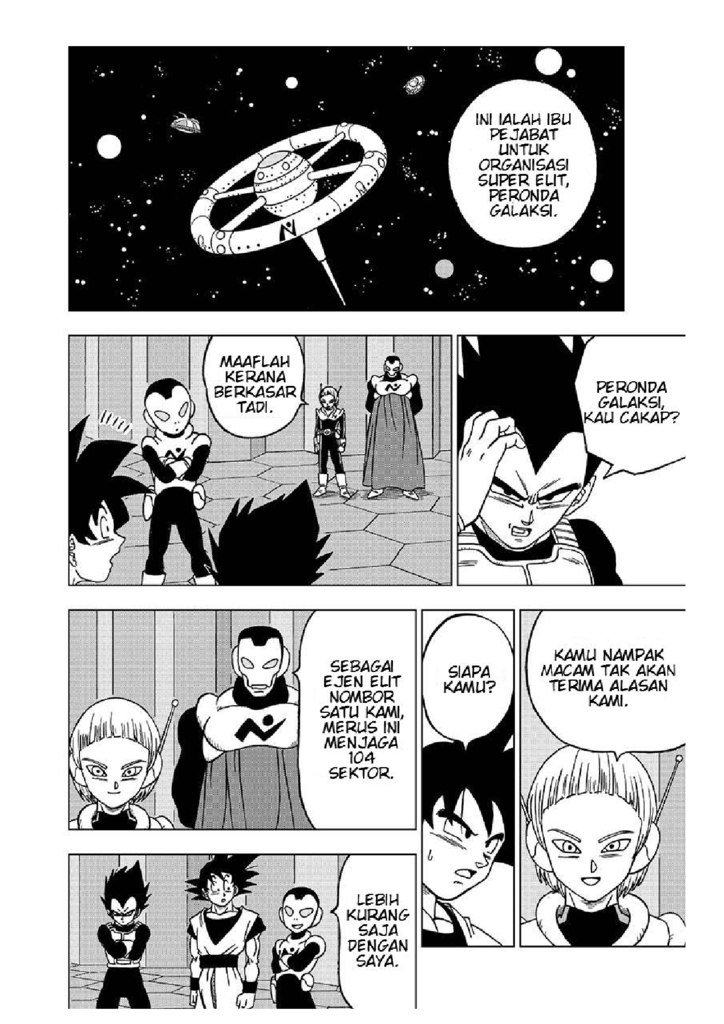 INI IALAH IBU
PEJABAT
UNTUK
ORGANISASI
SUPER ELIT,
PERONDA
GALAKSI.
PERONDA
GALAKSI,
KAU CAKAP?
MAAFLAH
KERANA
BERKASAR
TADI.
KAMU NAMPAK
MACAM TAK AKAN
TERIMA ALASAN
KAMI.
SIAPA
KAMU?
SEBAGAI
EJEN ELIT
NOMBOR
SATU KAMI,
MERUS INI
MENJAGA
104
SEKTOR.
LEBIH
KURANG
SAJA
DENGAN
SAYA.